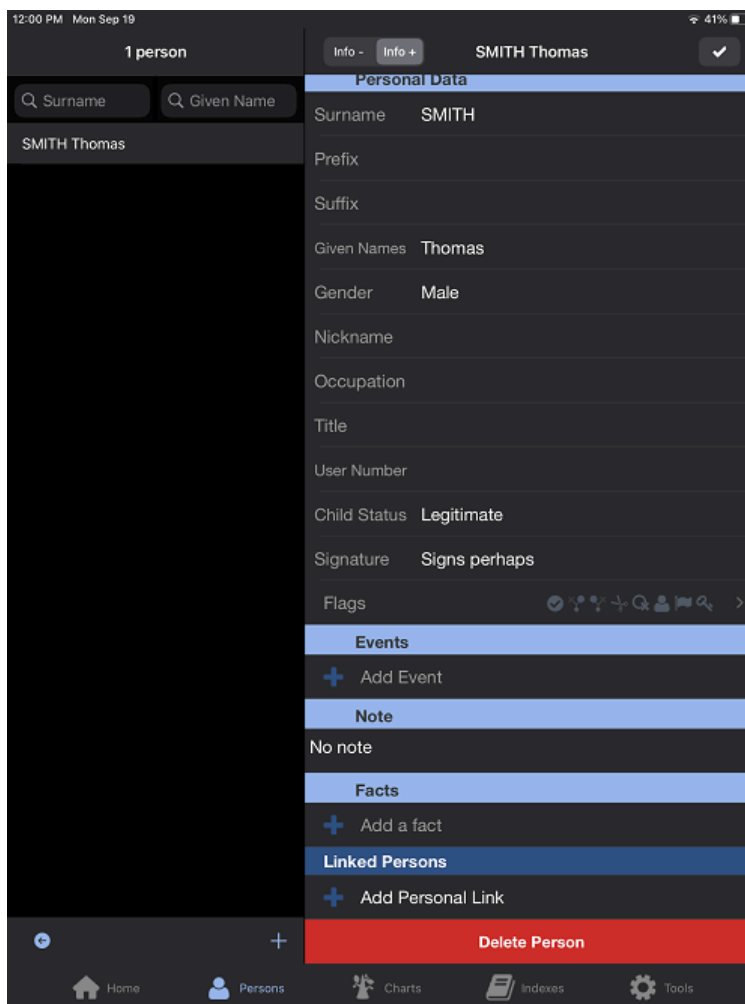 12:00 PM Mon Sep 19
41%
1 person
Info - Info + SMITH Thomas
Surname Given Name
SMITH Thomas
Personal Data
Surname SMITH
Prefix
Suffix
Given Names Thomas
Gender Male
Nickname
Occupation
Title
User Number
Child Status Legitimate
Signature Signs perhaps
Flags
Events
Add Event
Note
No note
Facts
Add a fact
Linked Persons
Add Personal Link
Delete Person
Home Persons Charts Indexes Tools